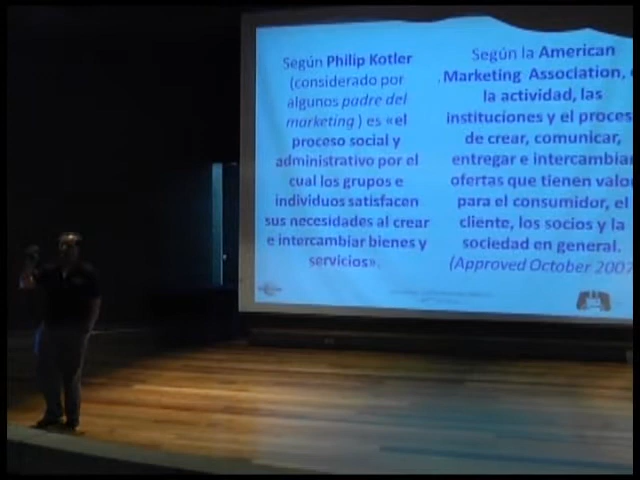 Según Philip Kotler
(considerado por
algunos padre del
marketing ) es «el
proceso social y
administrativo por el
cual los grupos e
individuos satisfacen
sus necesidades al crear
e intercambiar bienes y
servicios».
Según la American
Marketing Association,
la actividad, las
instituciones y el proces
de crear, comunicar,
entregar e intercambiar
ofertas que tienen valor
para el consumidor, el
cliente, los socios y la
sociedad en general.
(Approved October 2007